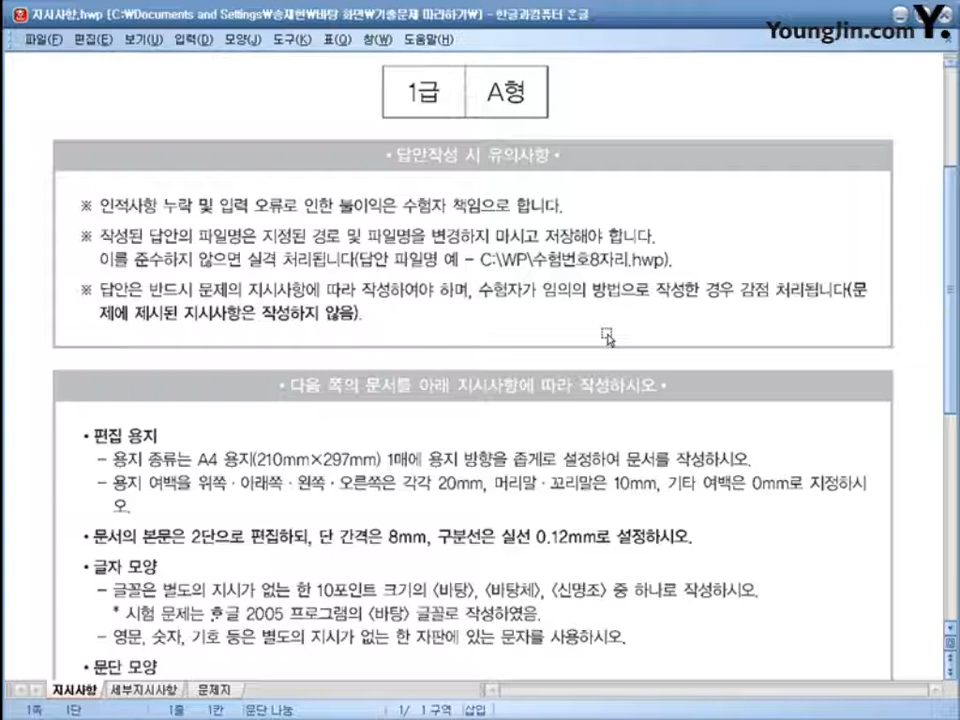 지시사항.hwp [C:\Documents and Settings\송재현\바탕 화면\기출문제 따라하기\] - 한글과컴퓨터 한글
YoungJin.com Y.
파일(F) 편집(E) 보기(U) 입력(D) 모양(J) 도구(K) 표(Q) 창(W) 도움말(H)
1급 A형
• 답안작성 시 유의사항 •
※ 인적사항 누락 및 입력 오류로 인한 불이익은 수험자 책임으로 합니다.
※ 작성된 답안의 파일명은 지정된 경로 및 파일명을 변경하지 마시고 저장해야 합니다.
이를 준수하지 않으면 실격 처리됩니다(답안 파일명 예 - C:\WP\수험번호8자리.hwp).
※ 답안은 반드시 문제의 지시사항에 따라 작성하여야 하며, 수험자가 임의의 방법으로 작성한 경우 감점 처리됩니다(문
제에 제시된 지시사항은 작성하지 않음).
• 다음 쪽의 문서를 아래 지시사항에 따라 작성하시오 •
• 편집 용지
- 용지 종류는 A4 용지(210mm×297mm) 1매에 용지 방향을 좁게로 설정하여 문서를 작성하시오.
- 용지 여백을 위쪽 · 아래쪽 · 왼쪽 · 오른쪽은 각각 20mm, 머리말 · 꼬리말은 10mm, 기타 여백은 0mm로 지정하시
오.
• 문서의 본문은 2단으로 편집하되, 단 간격은 8mm, 구분선은 실선 0.12mm로 설정하시오.
• 글자 모양
- 글꼴은 별도의 지시가 없는 한 10포인트 크기의 〈바탕〉, 〈바탕체〉, 〈신명조〉 중 하나로 작성하시오.
* 시험 문제는 ᄒᆞᆫ글 2005 프로그램의 〈바탕〉 글꼴로 작성하였음.
- 영문, 숫자, 기호 등은 별도의 지시가 없는 한 자판에 있는 문자를 사용하시오.
• 문단 모양
지시사항 세부지시사항 문제지
1쪽 1단 1줄 1칸 문단 나눔 1/ 1 구역 삽입